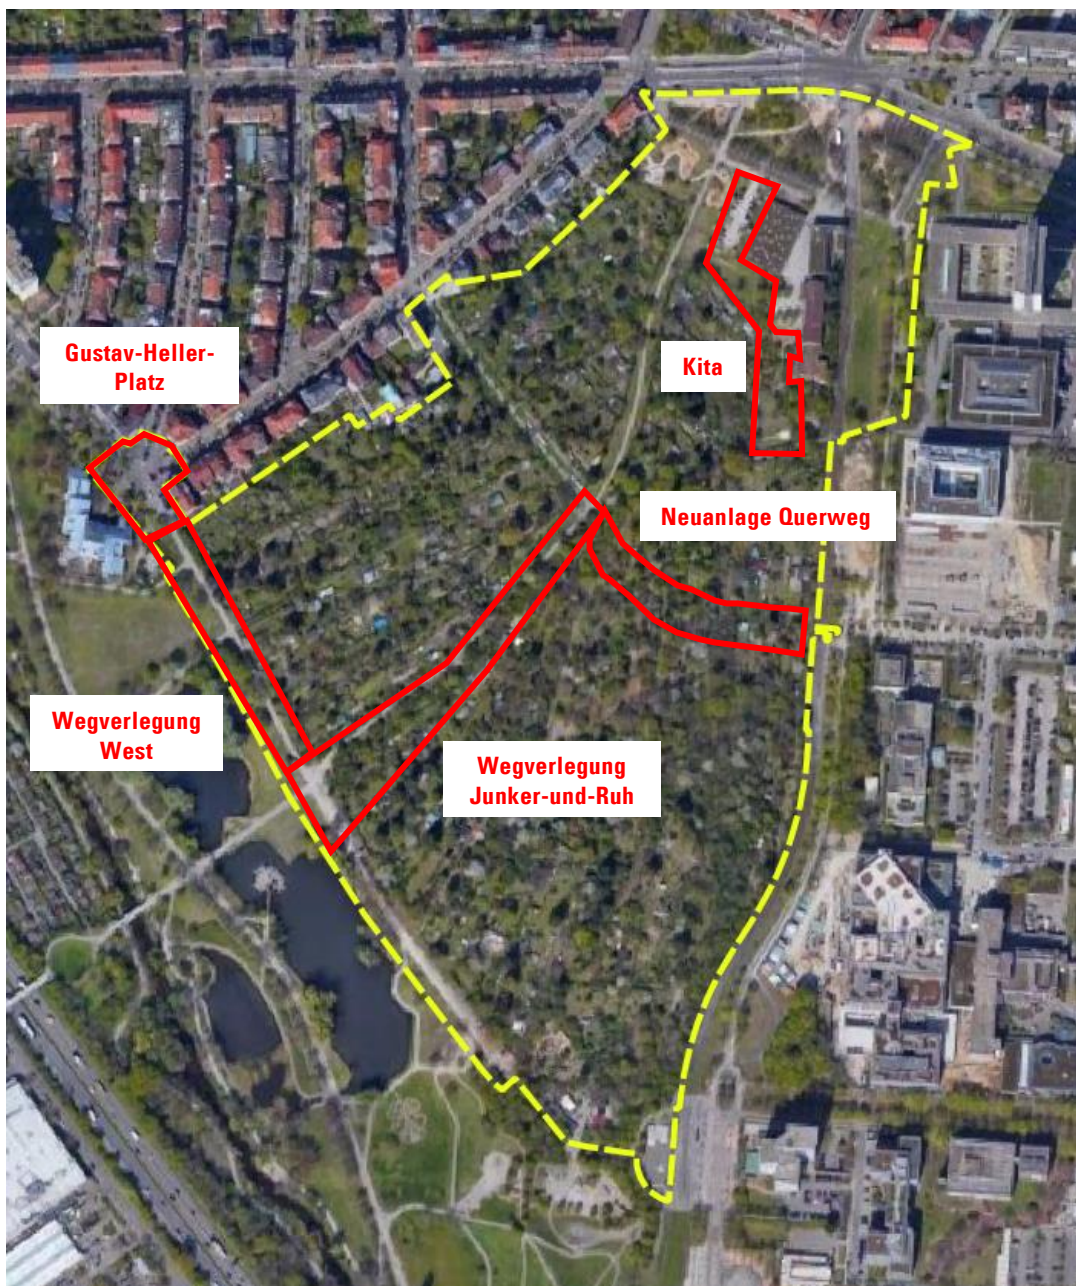 Gustav-Heller-
Platz
Kita
Neuanlage Querweg
Wegverlegung
West
Wegverlegung
Junker-und-Ruh